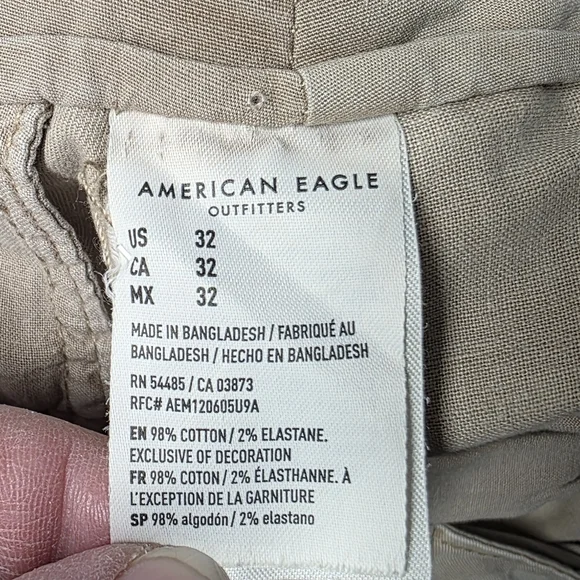 AMERICAN EAGLE
OUTFITTERS
US 32
CA 32
MX 32
MADE IN BANGLADESH / FABRIQUÉ AU
BANGLADESH / HECHO EN BANGLADESH
RN 54485 / CA 03873
RFC# AEM120605U9A
EN 98% COTTON / 2% ELASTANE.
EXCLUSIVE OF DECORATION
FR 98% COTON / 2% ÉLASTHANNE. À
L'EXCEPTION DE LA GARNITURE
SP 98% algodón / 2% elastano